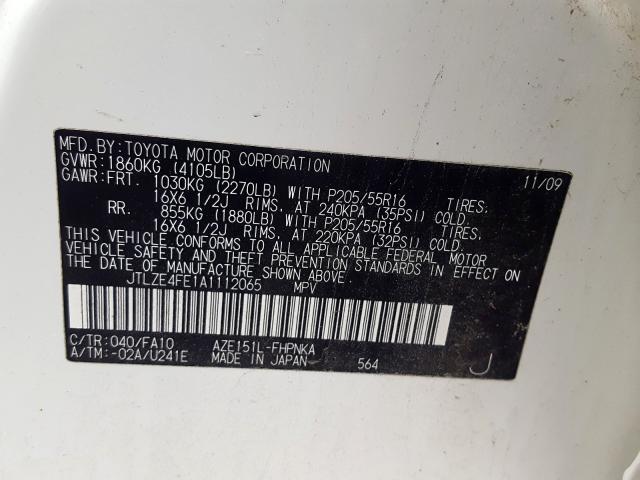 MFD. BY: TOYOTA MOTOR CORPORATION 11/09
GVWR: 1860KG (4105LB)
GAWR: FRT. 1030KG (2270LB) WITH P205/55R16 TIRES:
16X6 1/2J RIMS, AT 240KPA (35PSI) COLD.
RR. 855KG (1880LB) WITH P205/55R16 TIRES:
16X6 1/2J RIMS, AT 220KPA (32PSI) COLD.
THIS VEHICLE CONFORMS TO ALL APPLICABLE FEDERAL MOTOR
VEHICLE SAFETY AND THEFT PREVENTION STANDARDS IN EFFECT ON
THE DATE OF MANUFACTURE SHOWN ABOVE.
JTLZE4FE1A1112065 MPV
C/TR: 040/FA10 AZE151L-FHPNKA
A/TM: -02A/U241E MADE IN JAPAN 564 J